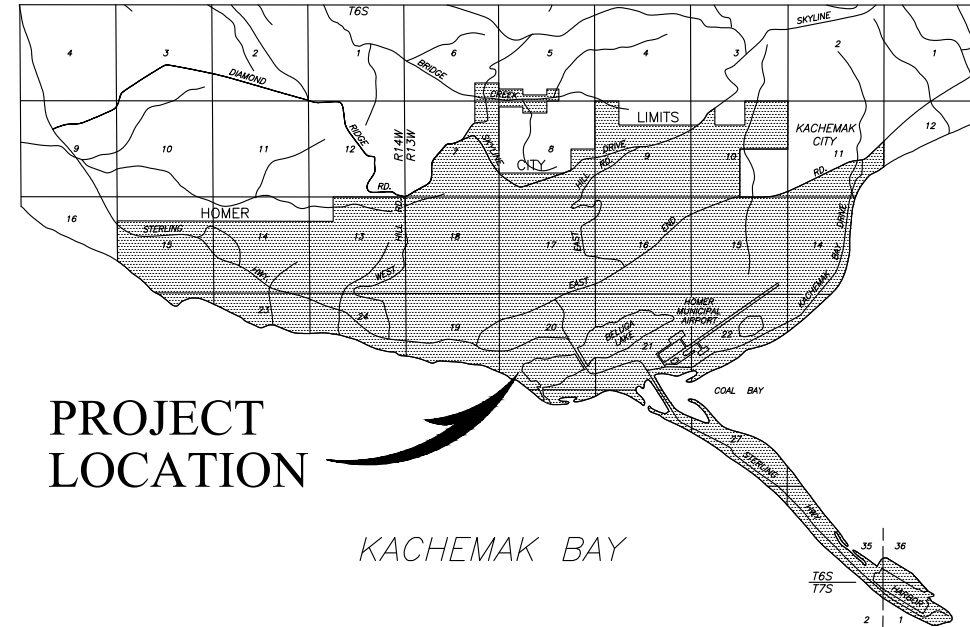 T6S
SKYLINE
4
3
2
1
6
5
4
3
2
1
BRIDGE
DIAMOND
CREEK
LIMITS
KACHEMAK
CITY
RIDGE
R14W
R13W
SKYLINE
DRIVE
12
9
10
11
12
7
8
9
10
11
CITY
HILL RD.
RD.
RD.
HOMER
16
STERLING
HILL RD.
15
14
13
18
17
EAST
16
END
15
14
DRIVE
HWY.
WEST
EAST
KACHEMAK BAY
HOMER
MUNICIPAL
AIRPORT
23
24
19
20
BELUGA
LAKE
21
22
PROJECT
LOCATION
COAL BAY
27
STERLING
HWY
KACHEMAK BAY
35
36
T6S
T7S
HARBOR
2
1